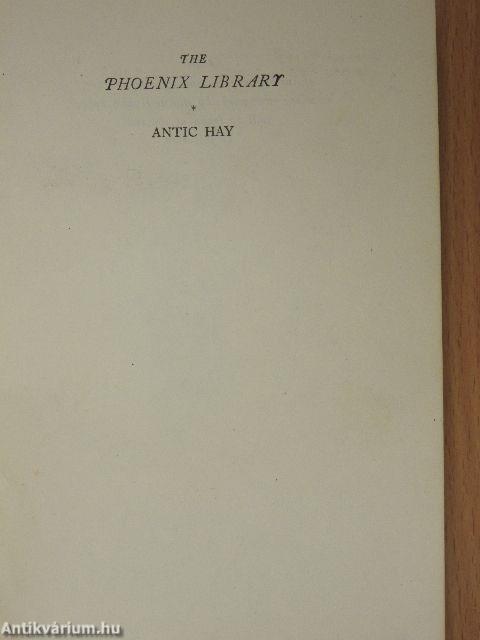 THE
PHOENIX LIBRARY
*
ANTIC HAY
Antikvárium.hu